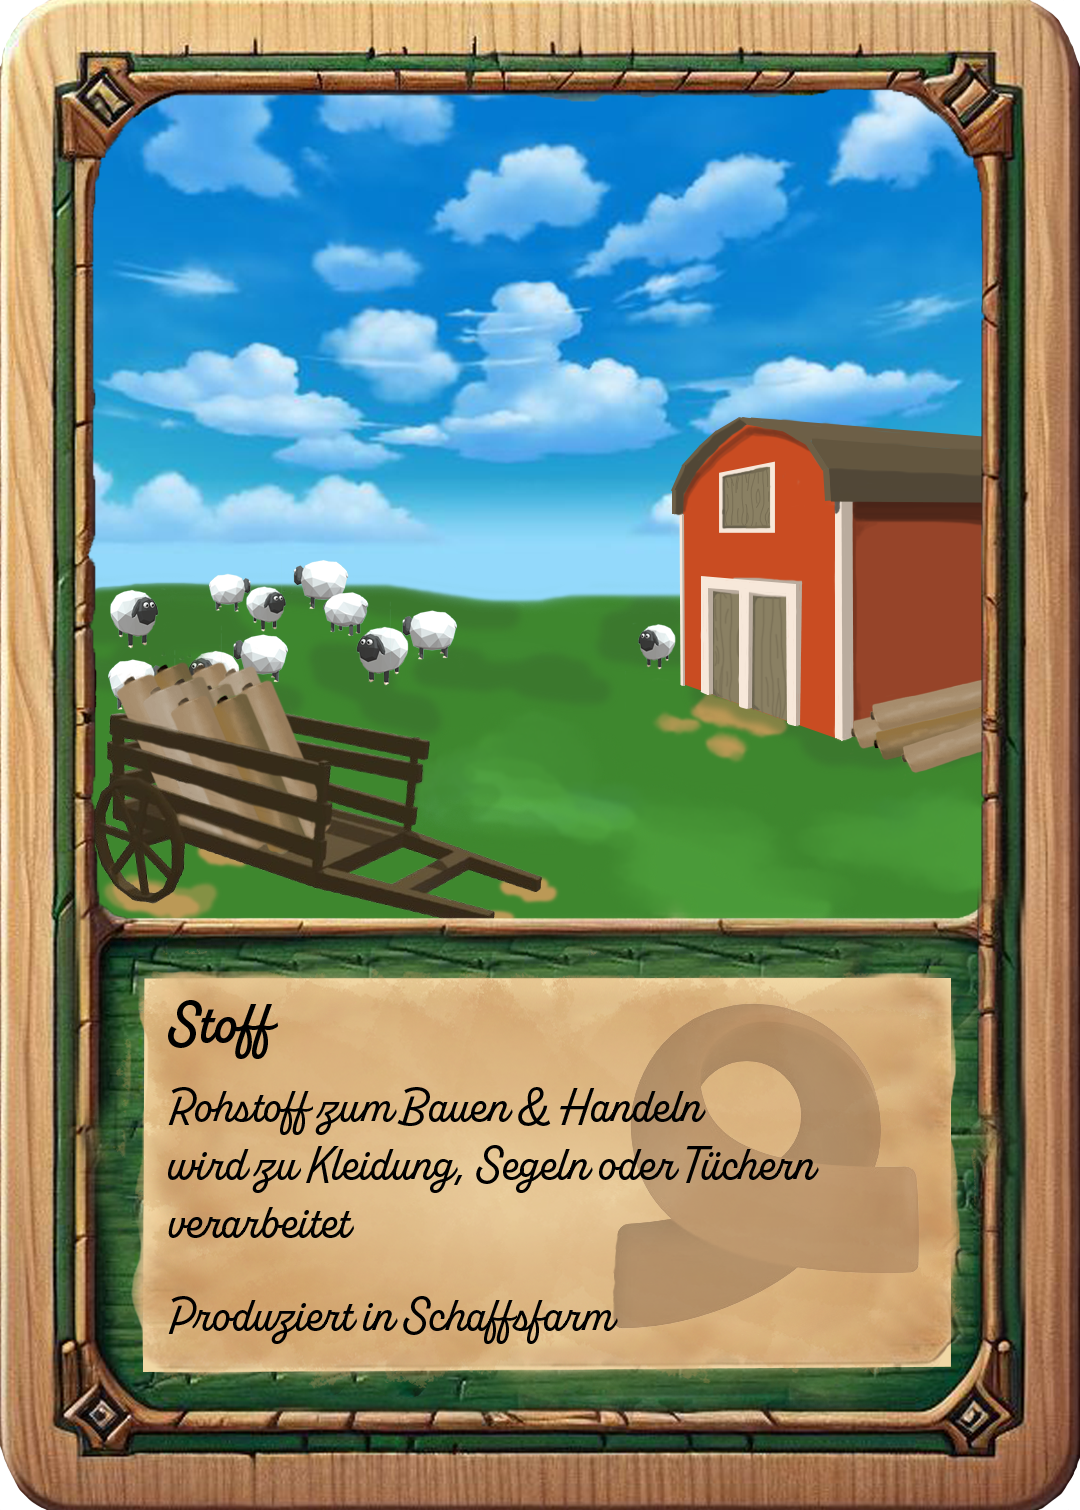 Stoff
Rohstoff zum Bauen & Handeln
wird zu Kleidung, Segeln oder Tüchern
verarbeitet
Produziert in Schaffsfarm